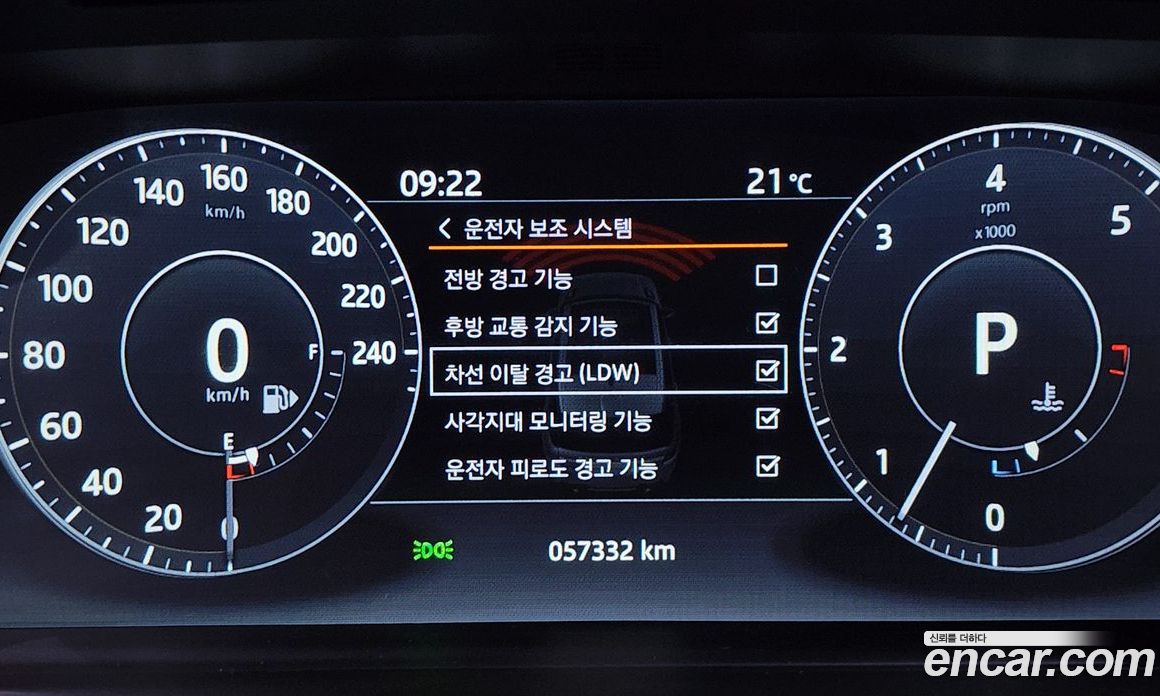 09:22
21 °C
운전자 보조 시스템
전방 경고 기능
후방 교통 감지 기능
차선 이탈 경고 (LDW)
사각지대 모니터링 기능
운전자 피로도 경고 기능
057332 km
0
20
40
60
80
100
120
140
160
180
200
220
240
km/h
0
km/h
F
E
0
1
2
3
4
5
rpm
x1000
P
신뢰를 더하다
encar.com